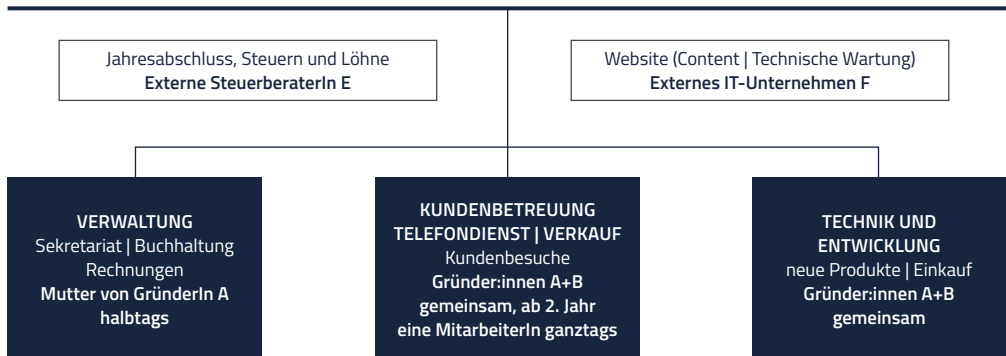 Jahresabschluss, Steuern und Löhne
Externe SteuerberaterIn E
Website (Content | Technische Wartung)
Externes IT-Unternehmen F
VERWALTUNG
Sekretariat | Buchhaltung
Rechnungen
Mutter von GründerIn A
halbtags
KUNDENBETREUUNG
TELEFONDIENST | VERKAUF
Kundenbesuche
Gründer:innen A+B
gemeinsam, ab 2. Jahr
eine MitarbeiterIn ganztags
TECHNIK UND
ENTWICKLUNG
neue Produkte | Einkauf
Gründer:innen A+B
gemeinsam